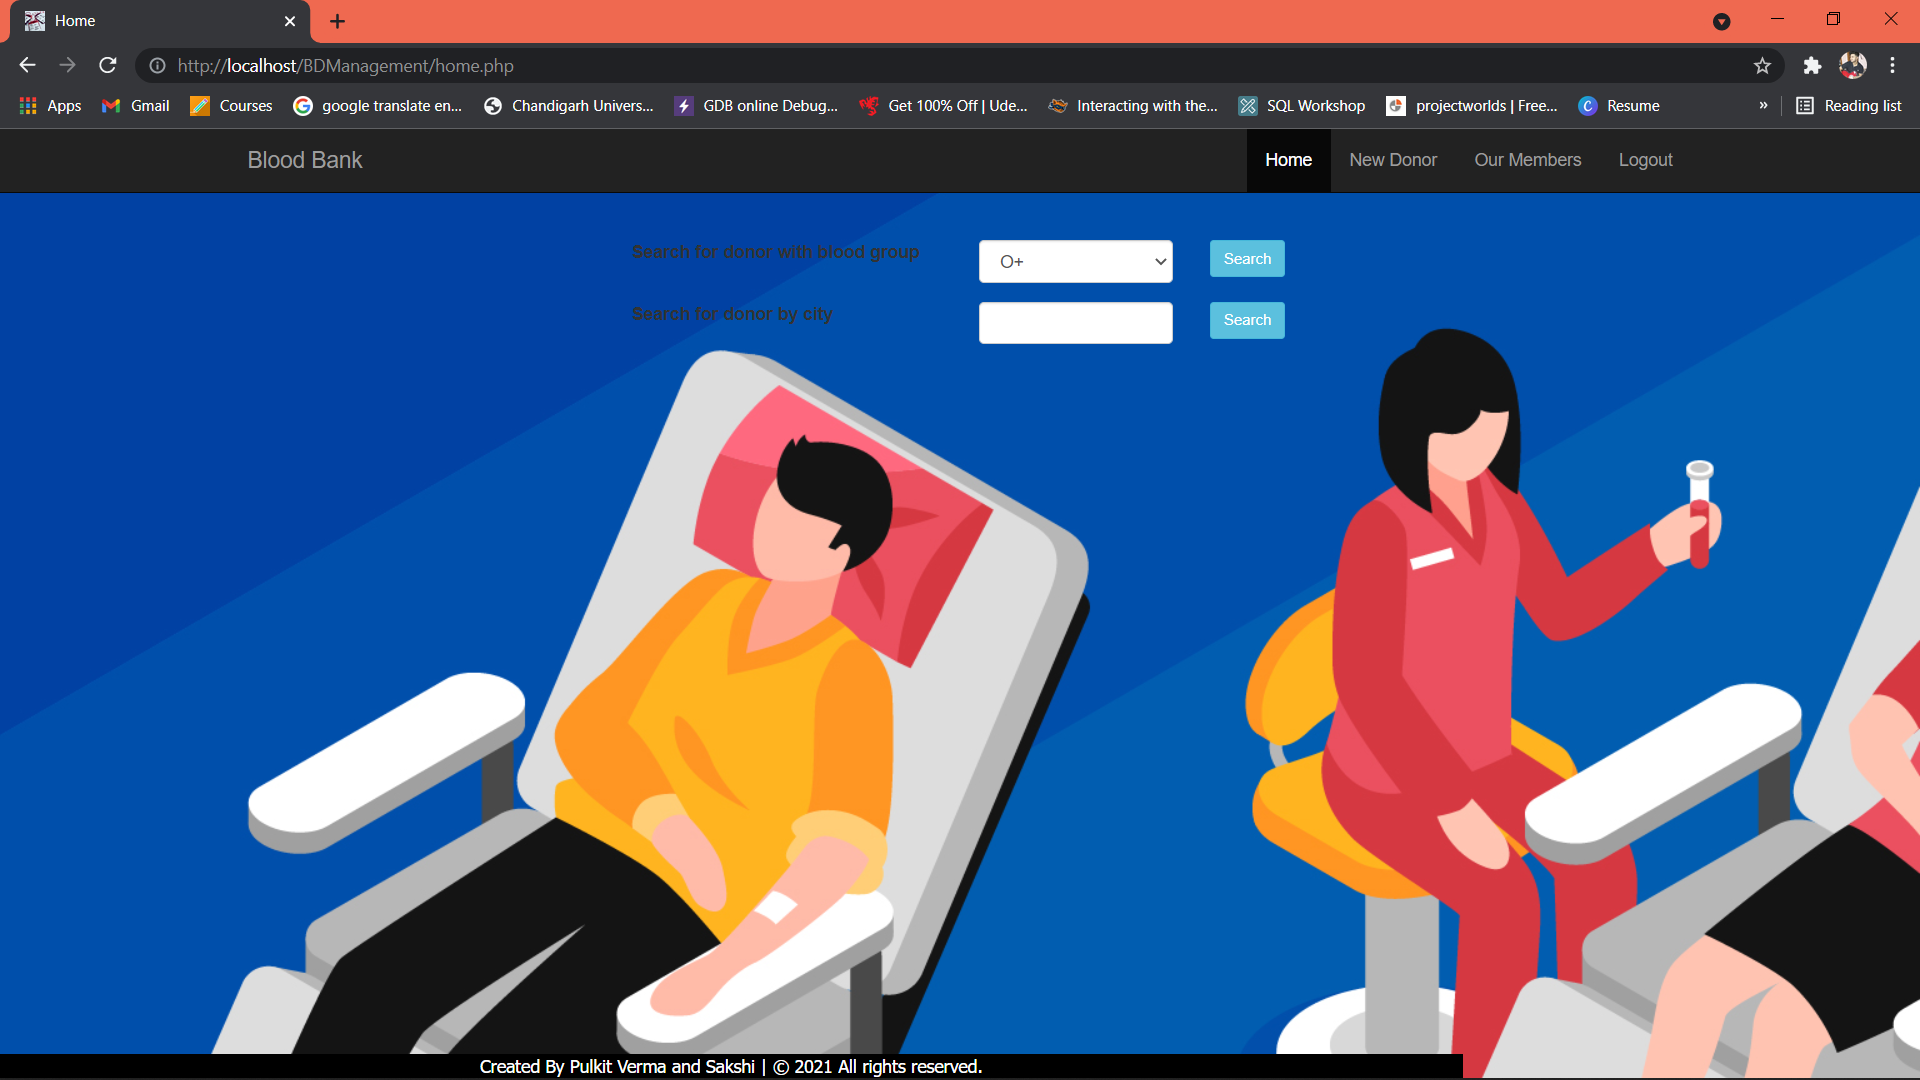 Home
http://localhost/BDManagement/home.php
Apps Gmail Courses google translate en... Chandigarh Univers... GDB online Debug... Get 100% Off | Ude... Interacting with the... SQL Workshop projectworlds | Free... Resume » Reading list
Blood Bank Home New Donor Our Members Logout
Search for donor with blood group O+ Search
Search for donor by city Search
Created By Pulkit Verma and Sakshi | © 2021 All rights reserved.